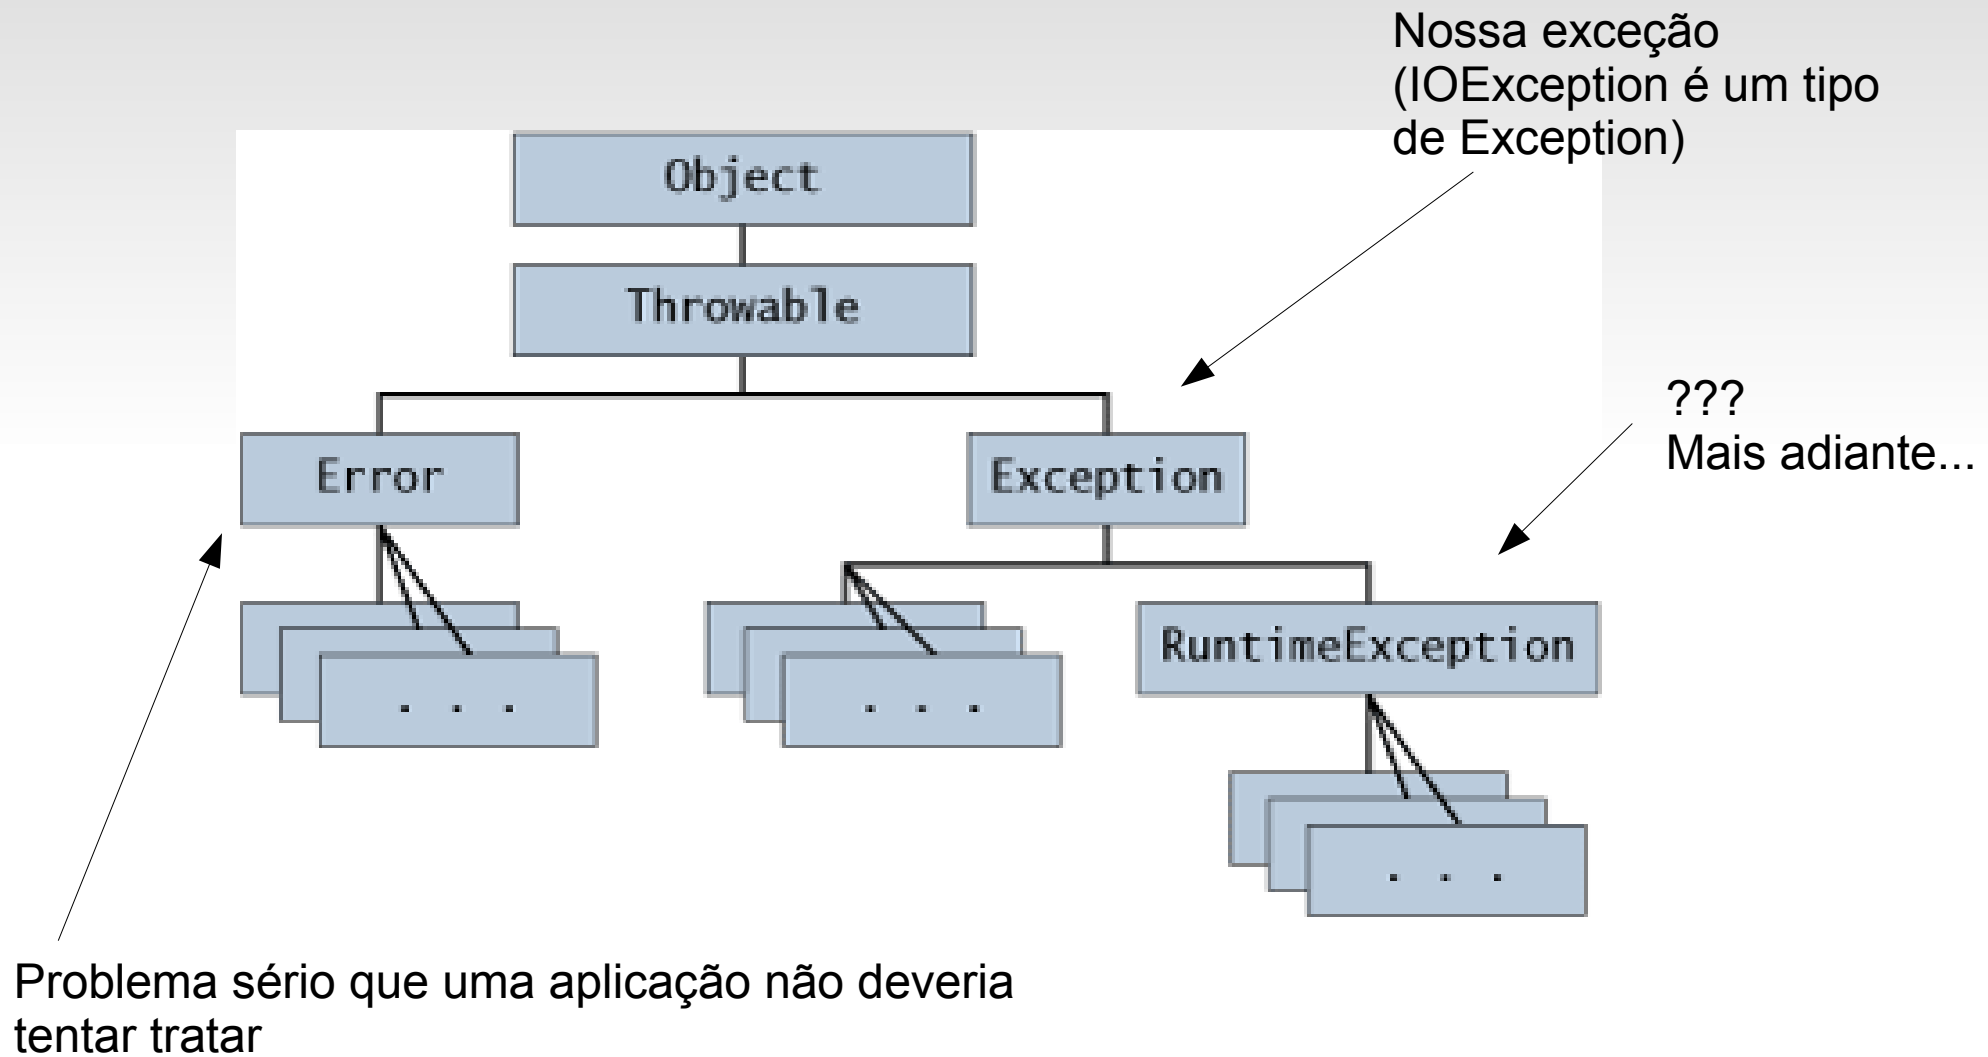 Nossa exceção
(IOException é um tipo
de Exception)
Object
Throwable
???
Mais adiante...
Error
Exception
RuntimeException
. . .
. . .
. . .
Problema sério que uma aplicação não deveria
tentar tratar